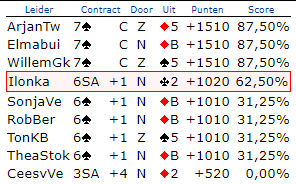 Leider Contract Door Uit Punten Score
ArjanTw 7♠ C Z ♦5 +1510 87,50%
Elmabui 7♠ C N ♦B +1510 87,50%
WillemGk 7♠ C Z ♠5 +1510 87,50%
Ilonka 6SA +1 N ♣2 +1020 62,50%
SonjaVe 6♠ +1 N ♦B +1010 31,25%
RobBer 6♠ +1 N ♦B +1010 31,25%
TonKB 6♠ +1 Z ♠5 +1010 31,25%
TheaStok 6♠ +1 N ♦B +1010 31,25%
CeesvVe 3SA +4 N ♦2 +520 0,00%